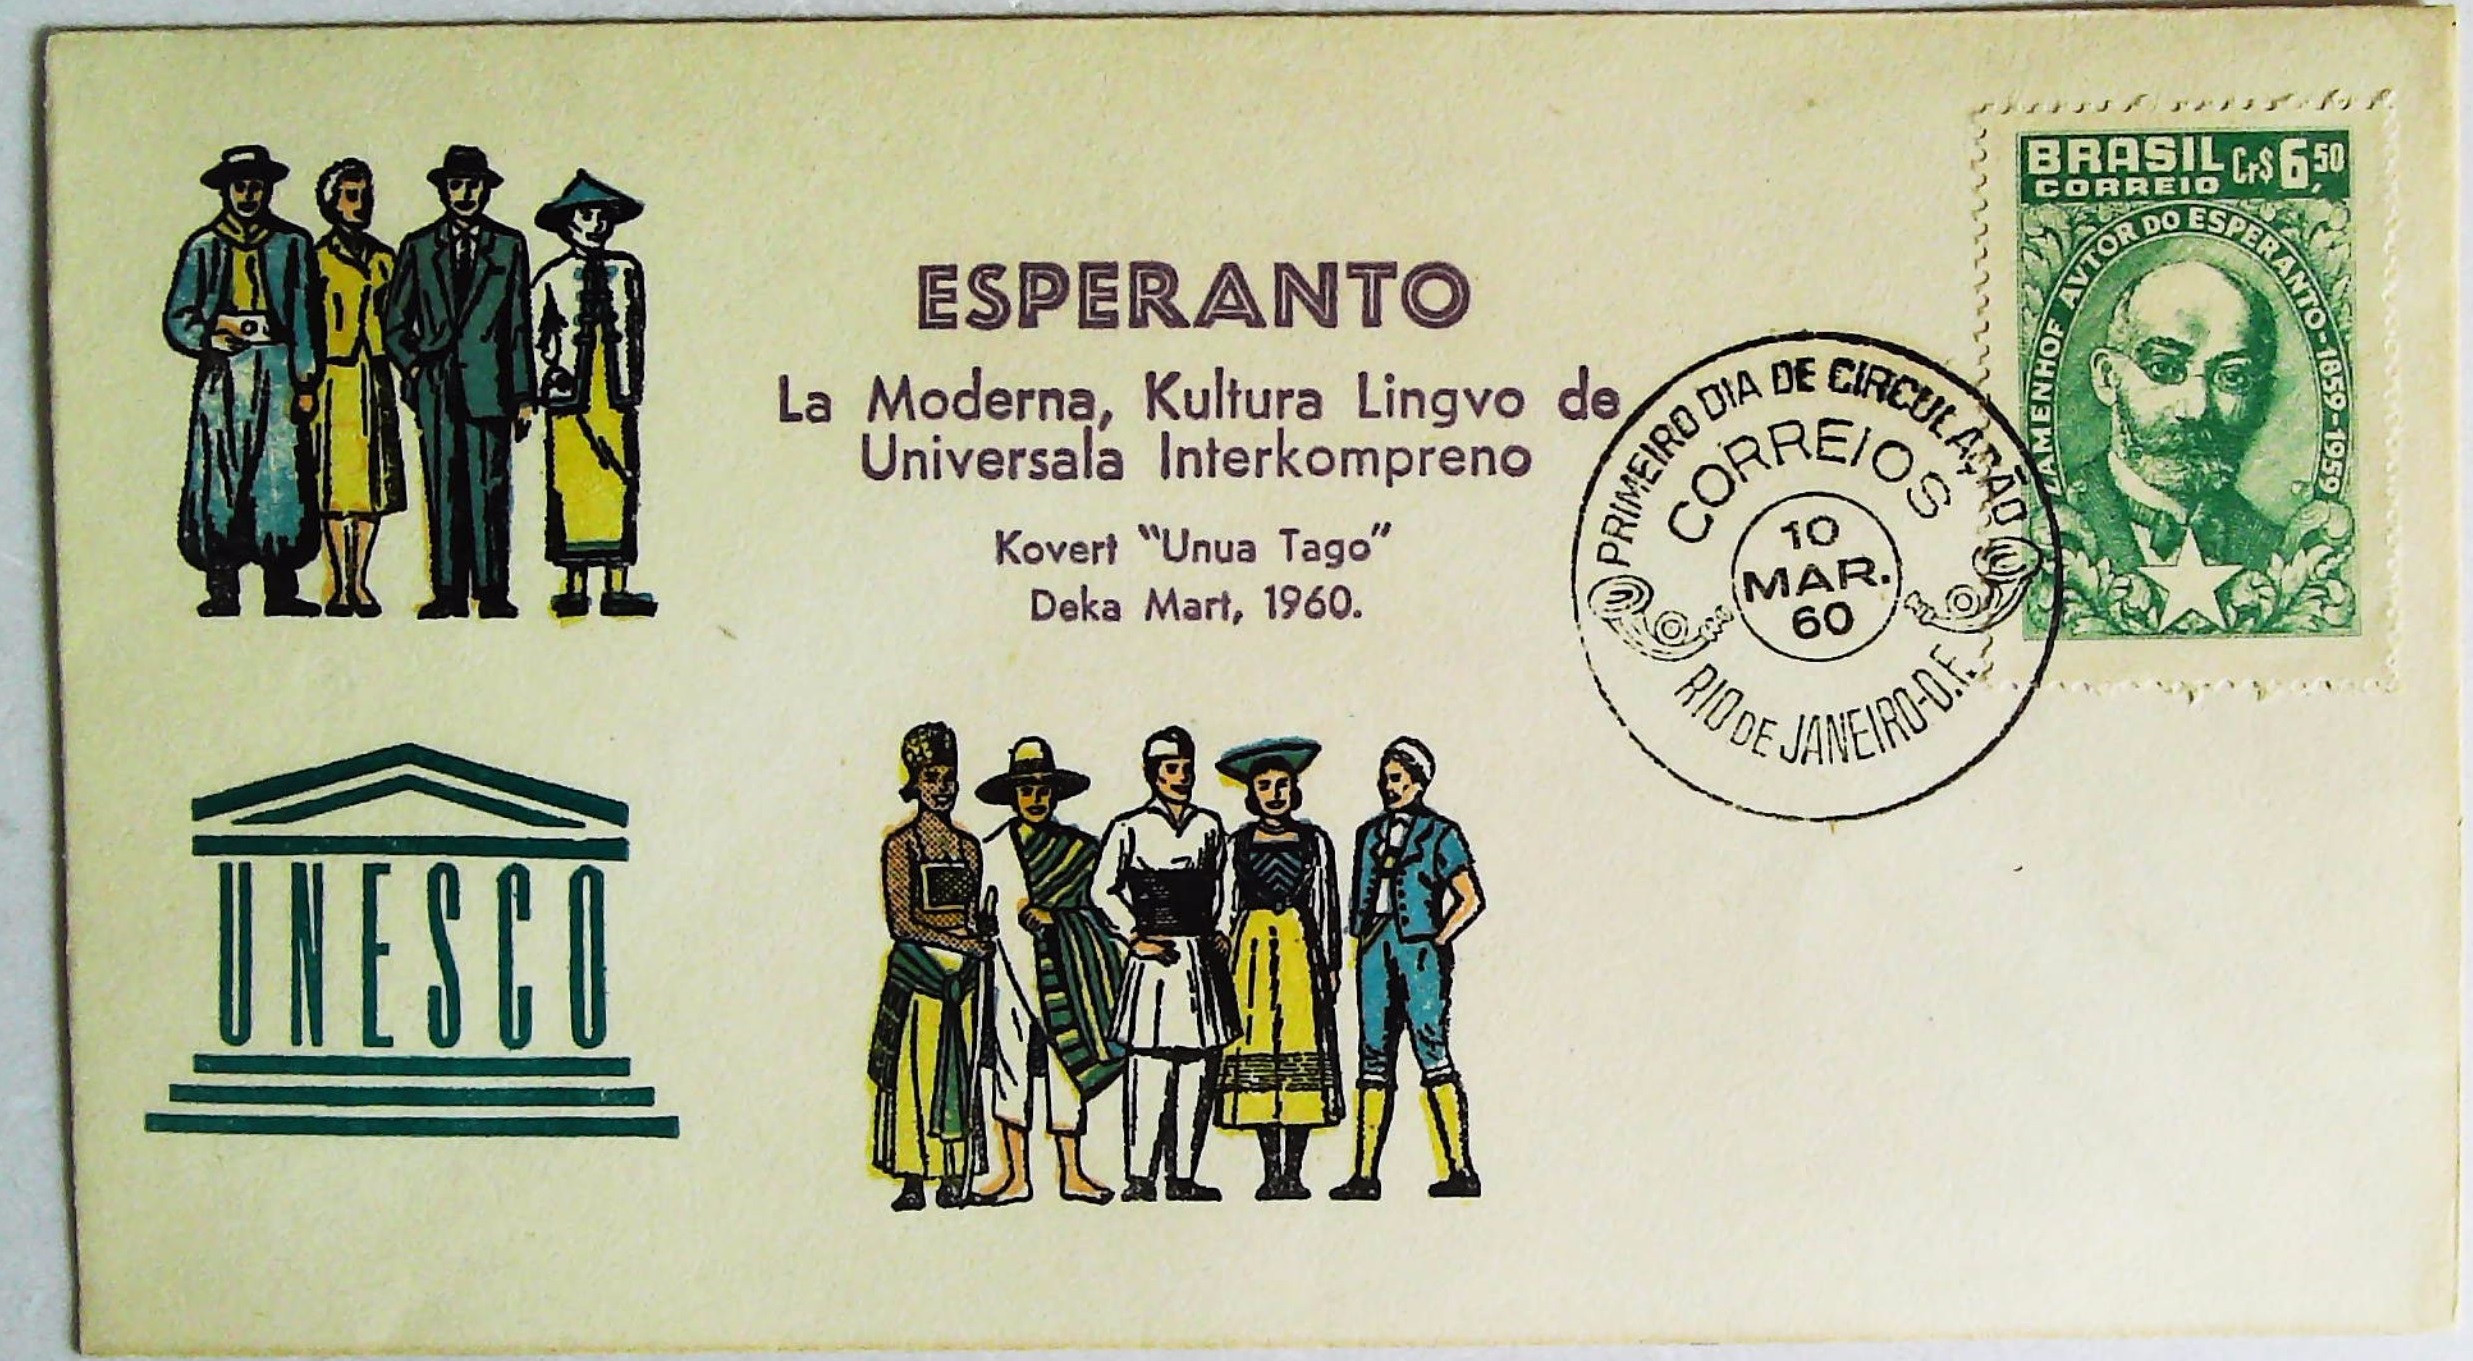 BRASIL Cr$ 6,50
CORREIO
ZAMENHOF AVTOR DO ESPERANTO-1859-1959
ESPERANTO
La Moderna, Kultura Lingvo de
Universala Interkompreno
Kovert "Unua Tago"
Deka Mart, 1960.
PRIMEIRO DIA DE CIRCULAÇÃO
CORREIOS
10
MAR.
60
RIO DE JANEIRO-D.F.
UNESCO